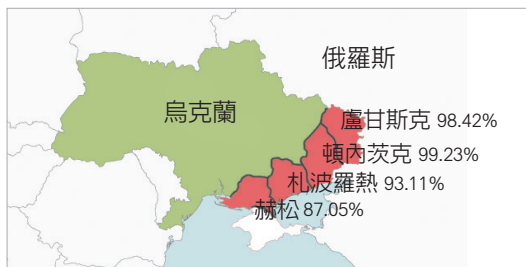 俄羅斯
烏克蘭
盧甘斯克 98.42%
頓內茨克 99.23%
札波羅熱 93.11%
赫松 87.05%